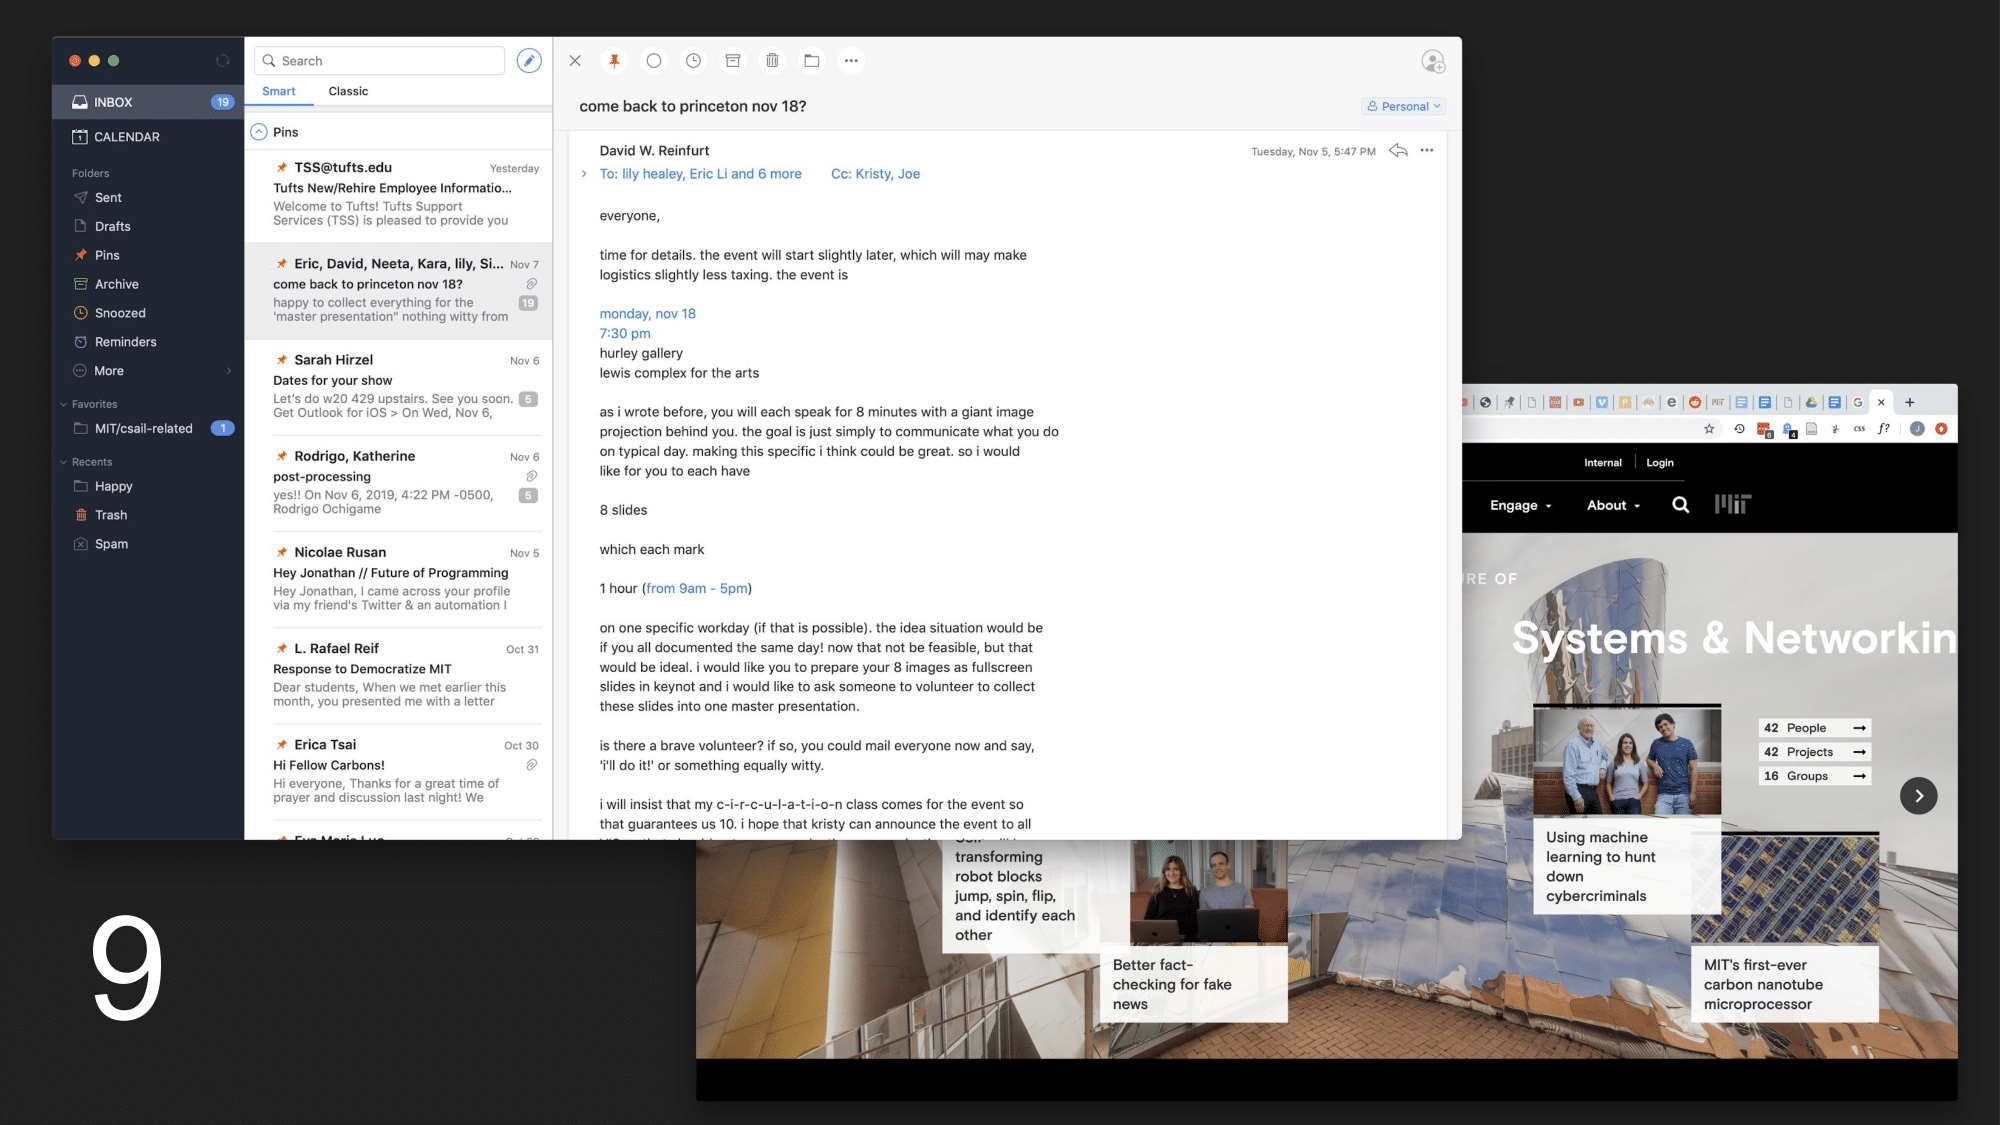 INBOX
19
CALENDAR
Folders
Sent
Drafts
Pins
Archive
Snoozed
Reminders
More
Favorites
MIT/csail-related
1
Recents
Happy
Trash
Spam
Search
Smart
Classic
Pins
TSS@tufts.edu
Yesterday
Tufts New/Rehire Employee Informatio...
Welcome to Tufts! Tufts Support
Services (TSS) is pleased to provide you
Eric, David, Neeta, Kara, lily, Si...
Nov 7
come back to princeton nov 18?
happy to collect everything for the
19
'master presentation" nothing witty from
Sarah Hirzel
Nov 6
Dates for your show
Let's do w20 429 upstairs. See you soon.
5
Get Outlook for iOS > On Wed, Nov 6,
Rodrigo, Katherine
Nov 6
post-processing
yes!! On Nov 6, 2019, 4:22 PM -0500,
5
Rodrigo Ochigame
Nicolae Rusan
Nov 5
Hey Jonathan // Future of Programming
Hey Jonathan, I came across your profile
via my friend's Twitter & an automation I
L. Rafael Reif
Oct 31
Response to Democratize MIT
Dear students, When we met earlier this
month, you presented me with a letter
Erica Tsai
Oct 30
Hi Fellow Carbons!
Hi everyone, Thanks for a great time of
prayer and discussion last night! We
come back to princeton nov 18?
Personal
David W. Reinfurt
Tuesday, Nov 5, 5:47 PM
To: lily healey, Eric Li and 6 more
Cc: Kristy, Joe
everyone,
time for details. the event will start slightly later, which will may make
logistics slightly less taxing. the event is
monday, nov 18
7:30 pm
hurley gallery
lewis complex for the arts
as i wrote before, you will each speak for 8 minutes with a giant image
projection behind you. the goal is just simply to communicate what you do
on typical day. making this specific i think could be great. so i would
like for you to each have
8 slides
which each mark
1 hour (from 9am - 5pm)
on one specific workday (if that is possible). the idea situation would be
if you all documented the same day! now that not be feasible, but that
would be ideal. i would like you to prepare your 8 images as fullscreen
slides in keynot and i would like to ask someone to volunteer to collect
these slides into one master presentation.
is there a brave volunteer? if so, you could mail everyone now and say,
'i'll do it!' or something equally witty.
i will insist that my c-i-r-c-u-l-a-t-i-o-n class comes for the event so
that guarantees us 10. i hope that kristy can announce the event to all
css
f?
Internal
Login
Engage
About
MIT
URE OF
Systems & Networkin
42 People
42 Projects
16 Groups
Using machine
learning to hunt
down
cybercriminals
transforming
robot blocks
jump, spin, flip,
and identify each
other
Better fact-
checking for fake
news
MIT's first-ever
carbon nanotube
microprocessor
9